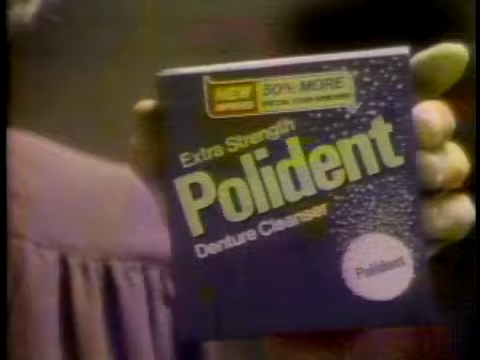 NEW
50% MORE
Extra Strength
Polident
Denture Cleanser
Polident